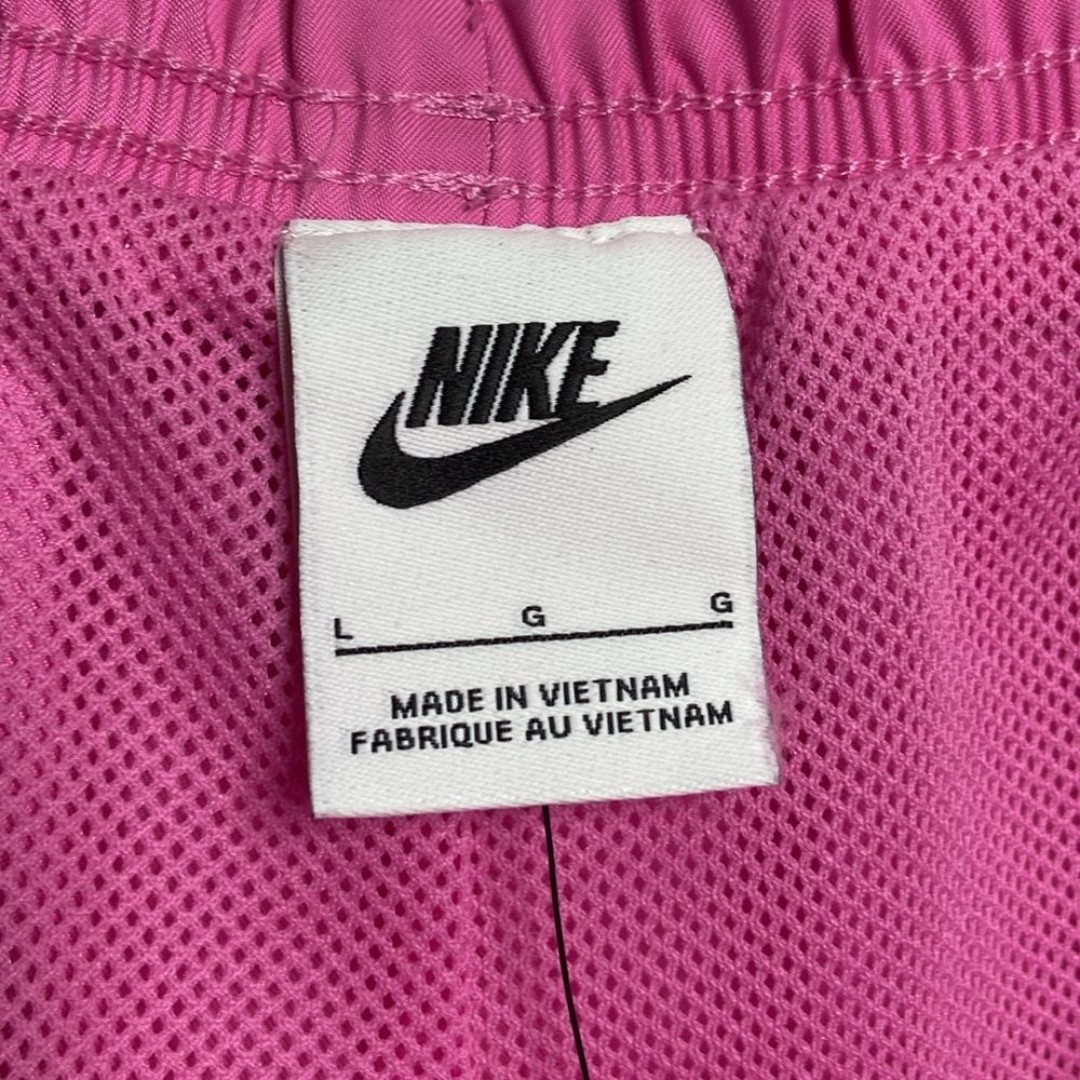 NIKE
L G G
MADE IN VIETNAM
FABRIQUE AU VIETNAM